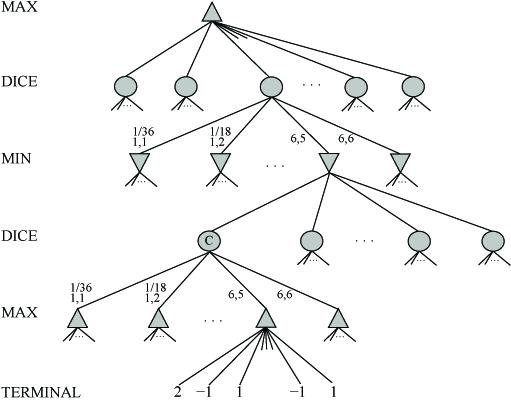 MAX
DICE
...
... ... ... ... ...
1/36 1/18
1,1 1,2 6,5 6,6
MIN
...
... ... ...
DICE
C ...
... ... ...
1/36 1/18
1,1 1,2 6,5 6,6
MAX
...
... ... ...
TERMINAL 2 −1 1 −1 1